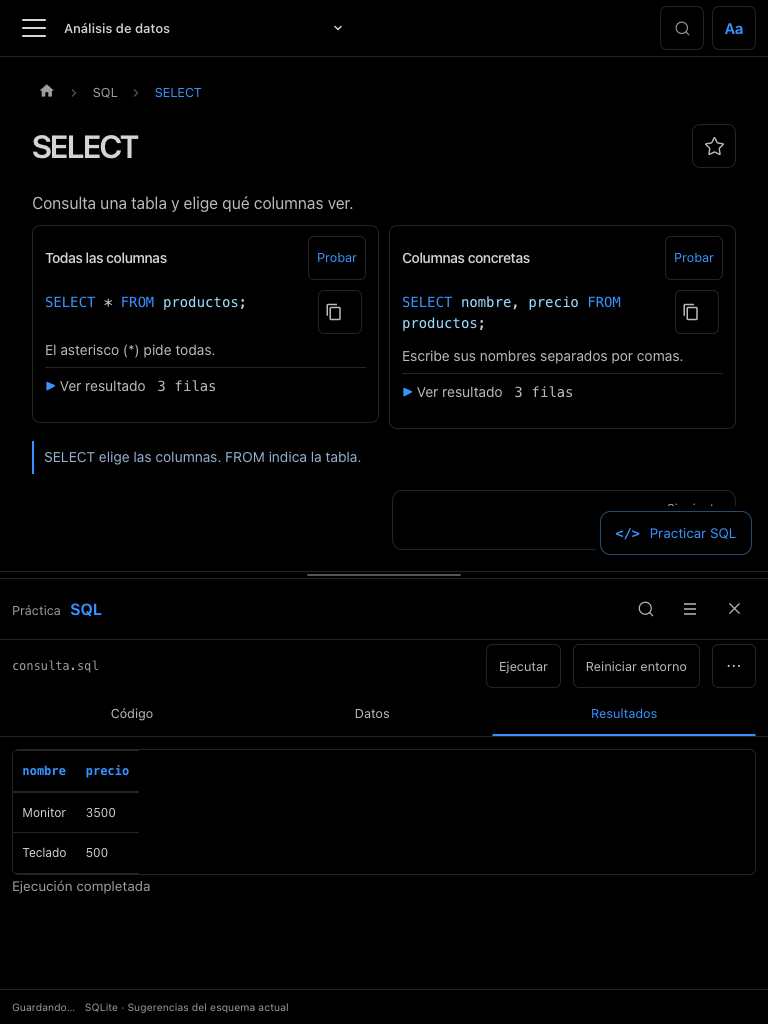 Análisis de datos
Aa
SQL
SELECT
SELECT
Consulta una tabla y elige qué columnas ver.
Todas las columnas
Probar
SELECT * FROM productos;
El asterisco (*) pide todas.
Ver resultado 3 filas
Columnas concretas
Probar
SELECT nombre, precio FROM
productos;
Escribe sus nombres separados por comas.
Ver resultado 3 filas
SELECT elige las columnas. FROM indica la tabla.
</> Practicar SQL
Práctica SQL
consulta.sql
Ejecutar
Reiniciar entorno
...
Código
Datos
Resultados
nombre precio
Monitor 3500
Teclado 500
Ejecución completada
Guardando... SQLite · Sugerencias del esquema actual